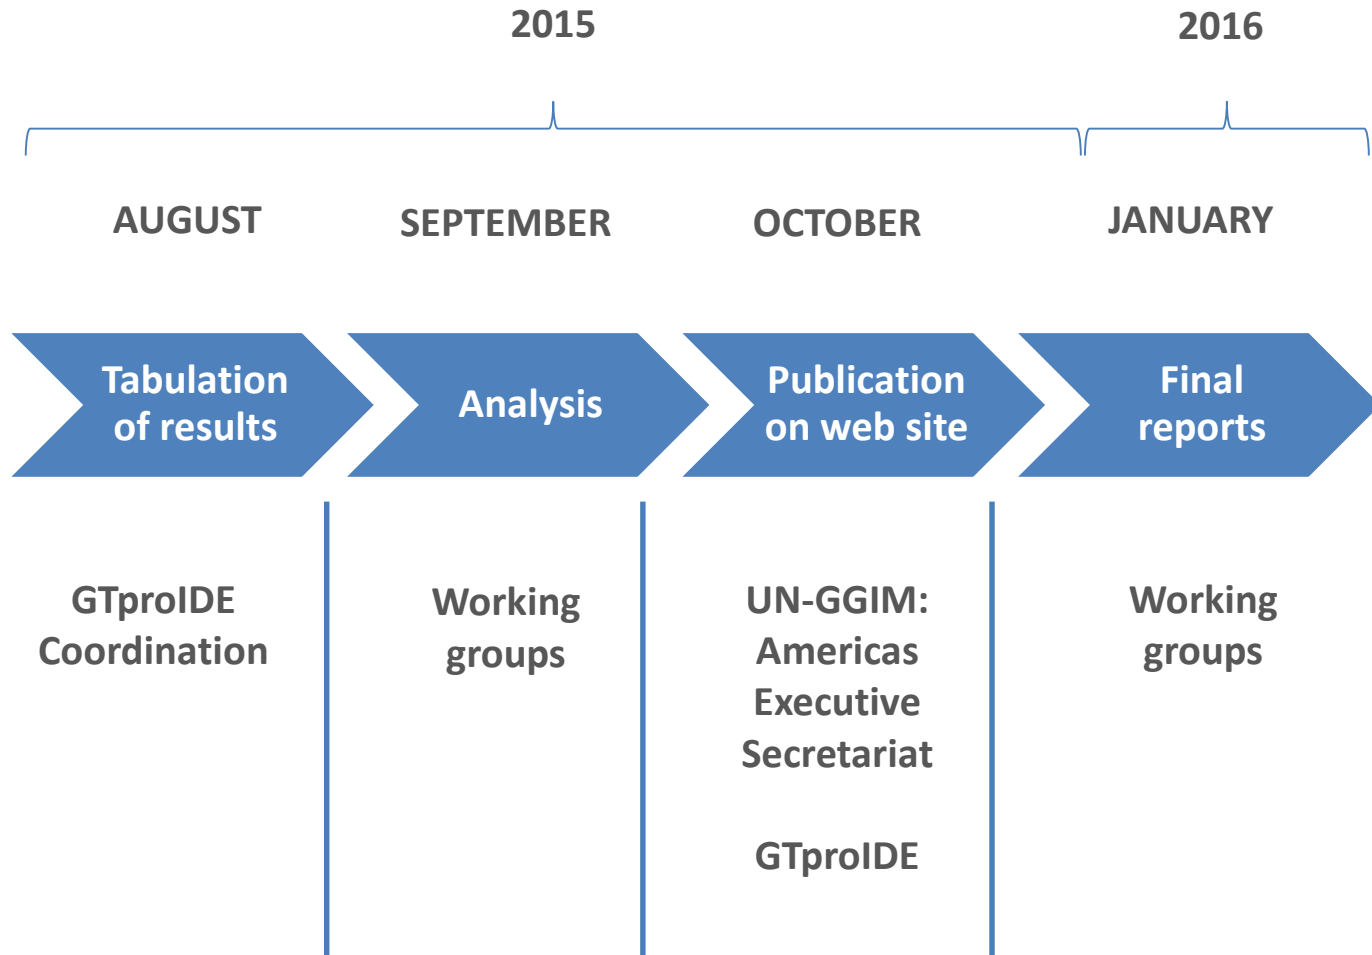 2015
2016
AUGUST
SEPTEMBER
OCTOBER
JANUARY
Tabulation
of results
Analysis
Publication
on web site
Final
reports
GTproIDE
Coordination
Working
groups
UN-GGIM:
Americas
Executive
Secretariat
GTproIDE
Working
groups